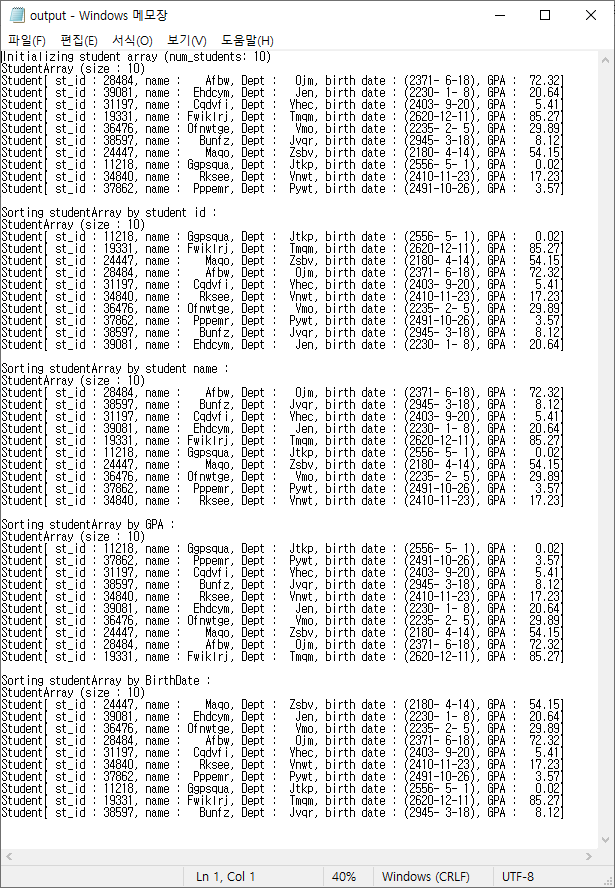 output - Windows 메모장
파일(F) 편집(E) 서식(O) 보기(V) 도움말(H)
Initializing student array (num_students: 10)
StudentArray (size : 10)
Student[ st_id : 28484, name :    Afbw, Dept :   Ojm, birth date : (2371- 6-18), GPA :  72.32]
Student[ st_id : 39081, name :  Ehdcym, Dept :   Jen, birth date : (2230- 1- 8), GPA :  20.64]
Student[ st_id : 31197, name :  Cqdvfi, Dept :  Yhec, birth date : (2403- 9-20), GPA :   5.41]
Student[ st_id : 19331, name : Fwiklrj, Dept :  Tmqm, birth date : (2620-12-11), GPA :  85.27]
Student[ st_id : 36476, name : Ofnwtge, Dept :   Vmo, birth date : (2235- 2- 5), GPA :  29.89]
Student[ st_id : 38597, name :   Bunfz, Dept :  Jvqr, birth date : (2945- 3-18), GPA :   8.12]
Student[ st_id : 24447, name :    Maqo, Dept :  Zsbv, birth date : (2180- 4-14), GPA :  54.15]
Student[ st_id : 11218, name : Ggpsqua, Dept :  Jtkp, birth date : (2556- 5- 1), GPA :   0.02]
Student[ st_id : 34840, name :   Rksee, Dept :  Vnwt, birth date : (2410-11-23), GPA :  17.23]
Student[ st_id : 37862, name :  Pppemr, Dept :  Pywt, birth date : (2491-10-26), GPA :   3.57]
Sorting studentArray by student id :
StudentArray (size : 10)
Student[ st_id : 11218, name : Ggpsqua, Dept :  Jtkp, birth date : (2556- 5- 1), GPA :   0.02]
Student[ st_id : 19331, name : Fwiklrj, Dept :  Tmqm, birth date : (2620-12-11), GPA :  85.27]
Student[ st_id : 24447, name :    Maqo, Dept :  Zsbv, birth date : (2180- 4-14), GPA :  54.15]
Student[ st_id : 28484, name :    Afbw, Dept :   Ojm, birth date : (2371- 6-18), GPA :  72.32]
Student[ st_id : 31197, name :  Cqdvfi, Dept :  Yhec, birth date : (2403- 9-20), GPA :   5.41]
Student[ st_id : 34840, name :   Rksee, Dept :  Vnwt, birth date : (2410-11-23), GPA :  17.23]
Student[ st_id : 36476, name : Ofnwtge, Dept :   Vmo, birth date : (2235- 2- 5), GPA :  29.89]
Student[ st_id : 37862, name :  Pppemr, Dept :  Pywt, birth date : (2491-10-26), GPA :   3.57]
Student[ st_id : 38597, name :   Bunfz, Dept :  Jvqr, birth date : (2945- 3-18), GPA :   8.12]
Student[ st_id : 39081, name :  Ehdcym, Dept :   Jen, birth date : (2230- 1- 8), GPA :  20.64]
Sorting studentArray by student name :
StudentArray (size : 10)
Student[ st_id : 28484, name :    Afbw, Dept :   Ojm, birth date : (2371- 6-18), GPA :  72.32]
Student[ st_id : 38597, name :   Bunfz, Dept :  Jvqr, birth date : (2945- 3-18), GPA :   8.12]
Student[ st_id : 31197, name :  Cqdvfi, Dept :  Yhec, birth date : (2403- 9-20), GPA :   5.41]
Student[ st_id : 39081, name :  Ehdcym, Dept :   Jen, birth date : (2230- 1- 8), GPA :  20.64]
Student[ st_id : 19331, name : Fwiklrj, Dept :  Tmqm, birth date : (2620-12-11), GPA :  85.27]
Student[ st_id : 11218, name : Ggpsqua, Dept :  Jtkp, birth date : (2556- 5- 1), GPA :   0.02]
Student[ st_id : 24447, name :    Maqo, Dept :  Zsbv, birth date : (2180- 4-14), GPA :  54.15]
Student[ st_id : 36476, name : Ofnwtge, Dept :   Vmo, birth date : (2235- 2- 5), GPA :  29.89]
Student[ st_id : 37862, name :  Pppemr, Dept :  Pywt, birth date : (2491-10-26), GPA :   3.57]
Student[ st_id : 34840, name :   Rksee, Dept :  Vnwt, birth date : (2410-11-23), GPA :  17.23]
Sorting studentArray by GPA :
StudentArray (size : 10)
Student[ st_id : 11218, name : Ggpsqua, Dept :  Jtkp, birth date : (2556- 5- 1), GPA :   0.02]
Student[ st_id : 37862, name :  Pppemr, Dept :  Pywt, birth date : (2491-10-26), GPA :   3.57]
Student[ st_id : 31197, name :  Cqdvfi, Dept :  Yhec, birth date : (2403- 9-20), GPA :   5.41]
Student[ st_id : 38597, name :   Bunfz, Dept :  Jvqr, birth date : (2945- 3-18), GPA :   8.12]
Student[ st_id : 34840, name :   Rksee, Dept :  Vnwt, birth date : (2410-11-23), GPA :  17.23]
Student[ st_id : 39081, name :  Ehdcym, Dept :   Jen, birth date : (2230- 1- 8), GPA :  20.64]
Student[ st_id : 36476, name : Ofnwtge, Dept :   Vmo, birth date : (2235- 2- 5), GPA :  29.89]
Student[ st_id : 24447, name :    Maqo, Dept :  Zsbv, birth date : (2180- 4-14), GPA :  54.15]
Student[ st_id : 28484, name :    Afbw, Dept :   Ojm, birth date : (2371- 6-18), GPA :  72.32]
Student[ st_id : 19331, name : Fwiklrj, Dept :  Tmqm, birth date : (2620-12-11), GPA :  85.27]
Sorting studentArray by BirthDate :
StudentArray (size : 10)
Student[ st_id : 24447, name :    Maqo, Dept :  Zsbv, birth date : (2180- 4-14), GPA :  54.15]
Student[ st_id : 39081, name :  Ehdcym, Dept :   Jen, birth date : (2230- 1- 8), GPA :  20.64]
Student[ st_id : 36476, name : Ofnwtge, Dept :   Vmo, birth date : (2235- 2- 5), GPA :  29.89]
Student[ st_id : 28484, name :    Afbw, Dept :   Ojm, birth date : (2371- 6-18), GPA :  72.32]
Student[ st_id : 31197, name :  Cqdvfi, Dept :  Yhec, birth date : (2403- 9-20), GPA :   5.41]
Student[ st_id : 34840, name :   Rksee, Dept :  Vnwt, birth date : (2410-11-23), GPA :  17.23]
Student[ st_id : 37862, name :  Pppemr, Dept :  Pywt, birth date : (2491-10-26), GPA :   3.57]
Student[ st_id : 11218, name : Ggpsqua, Dept :  Jtkp, birth date : (2556- 5- 1), GPA :   0.02]
Student[ st_id : 19331, name : Fwiklrj, Dept :  Tmqm, birth date : (2620-12-11), GPA :  85.27]
Student[ st_id : 38597, name :   Bunfz, Dept :  Jvqr, birth date : (2945- 3-18), GPA :   8.12]
Ln 1, Col 1 40% Windows (CRLF) UTF-8